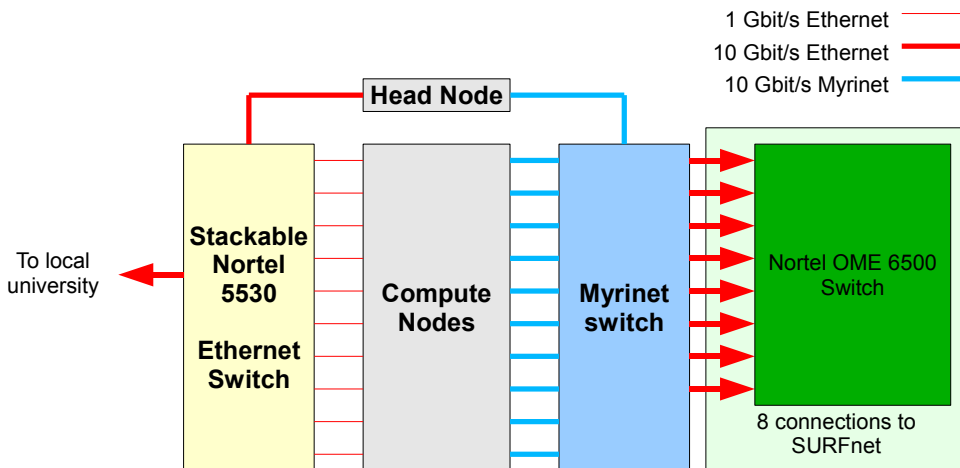 1 Gbit/s Ethernet
10 Gbit/s Ethernet
10 Gbit/s Myrinet
Head Node
To local
university
Stackable
Nortel
5530
Ethernet
Switch
Compute
Nodes
Myrinet
switch
Nortel OME 6500
Switch
8 connections to
SURFnet